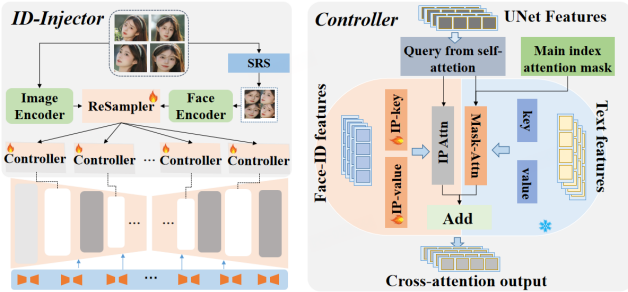 ID-Injector
SRS
Image
Encoder
ReSampler
Face
Encoder
Controller
Controller
...
Controller
Controller
... ...
...
Controller
UNet Features
Query from self-
attetion
Main index
attention mask
Face-ID features
IP-key
IP-value
IP Attn
Mask-Attn
key
value
Text features
Add
Cross-attention output